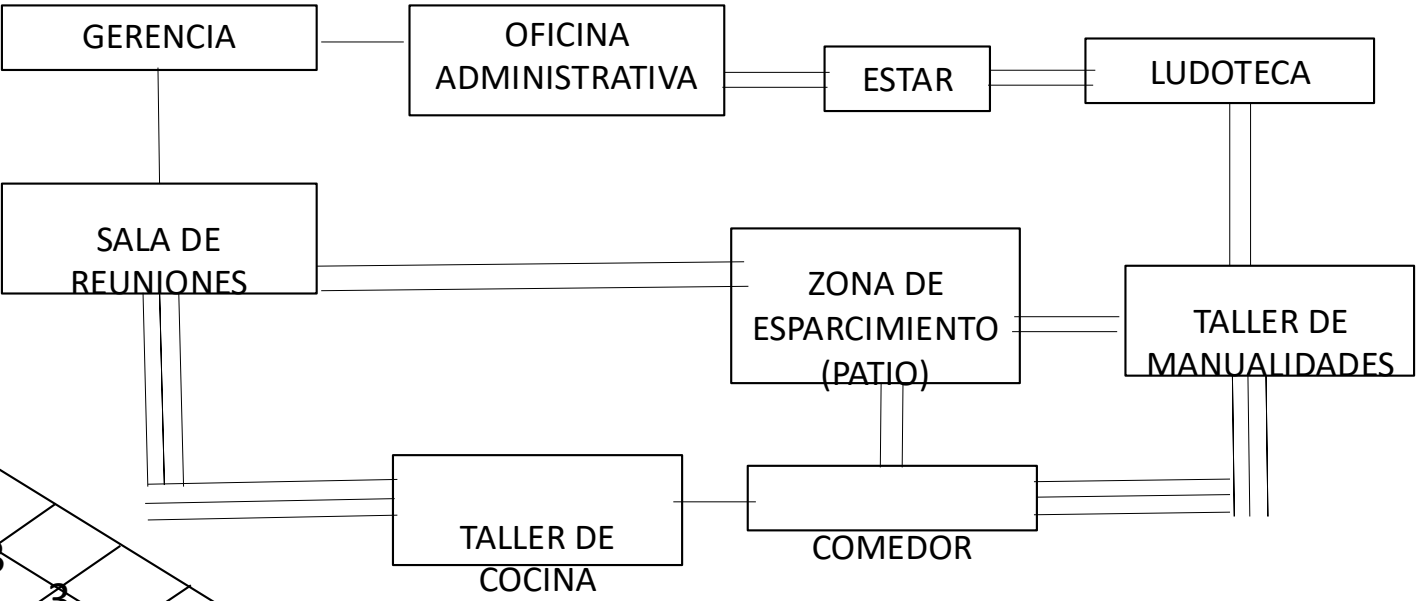 GERENCIA
OFICINA
ADMINISTRATIVA
ESTAR
LUDOTECA
SALA DE
REUNIONES
ZONA DE
ESPARCIMIENTO
(PATIO)
TALLER DE
MANUALIDADES
TALLER DE
COCINA
COMEDOR
3